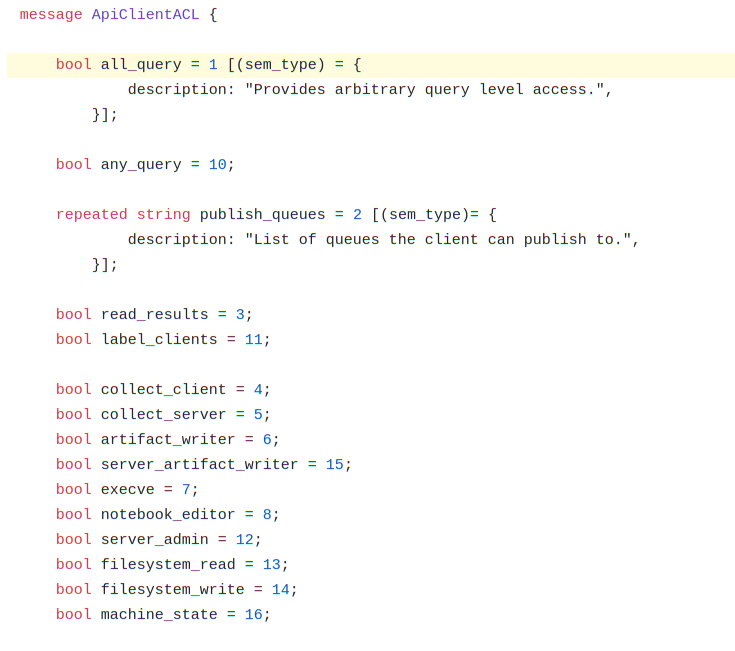 message ApiClientACL {
bool all_query = 1 [(sem_type) = {
description: "Provides arbitrary query level access.",
}];
bool any_query = 10;
repeated string publish_queues = 2 [(sem_type)= {
description: "List of queues the client can publish to.",
}];
bool read_results = 3;
bool label_clients = 11;
bool collect_client = 4;
bool collect_server = 5;
bool artifact_writer = 6;
bool server_artifact_writer = 15;
bool execve = 7;
bool notebook_editor = 8;
bool server_admin = 12;
bool filesystem_read = 13;
bool filesystem_write = 14;
bool machine_state = 16;